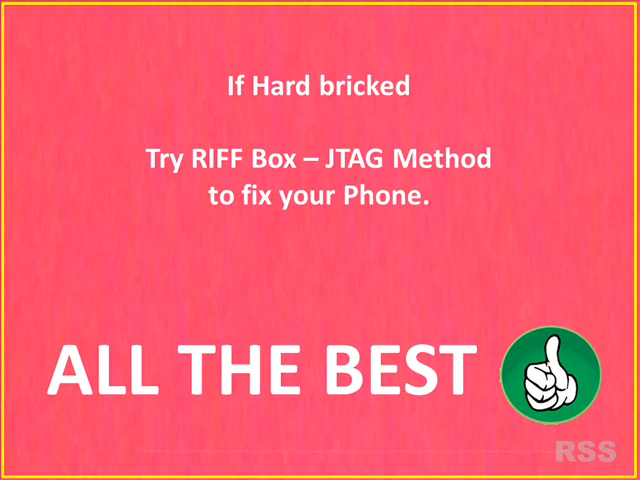 If Hard bricked
Try RIFF Box – JTAG Method
to fix your Phone.
ALL THE BEST
RSS